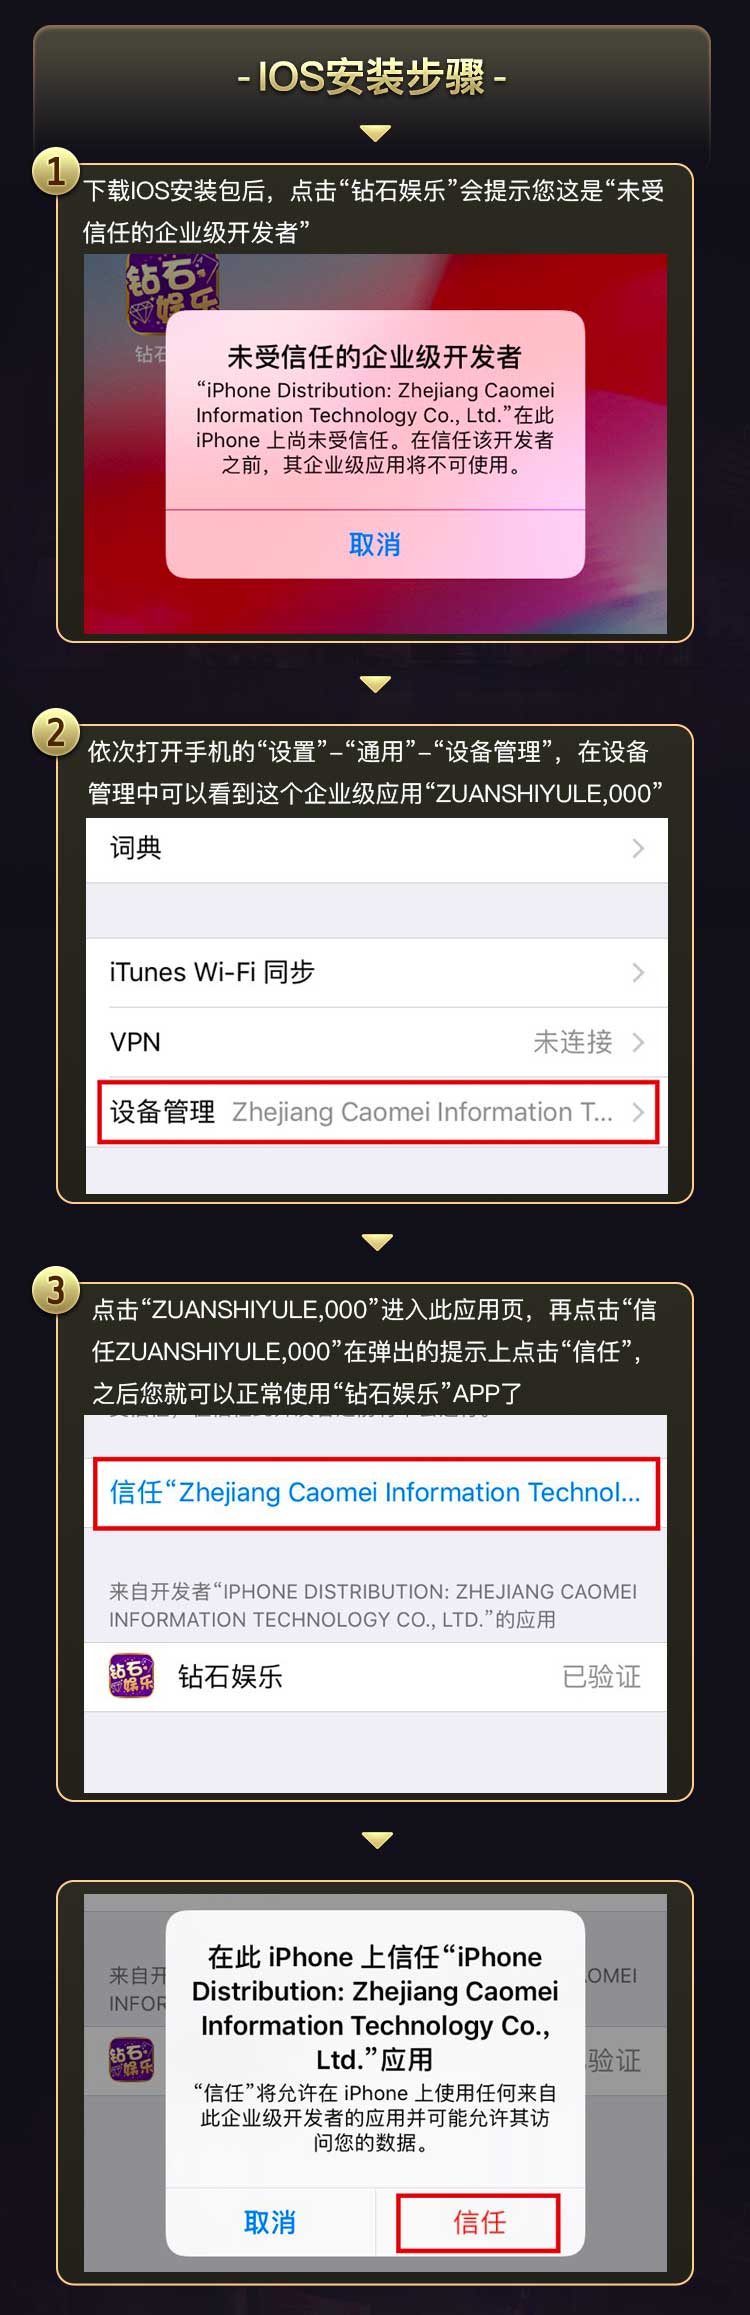 -IOS安装步骤-
1
下载IOS安装包后，点击“钻石娱乐”会提示您这是“未受
信任的企业级开发者”
钻石
娱乐
钻石
未受信任的企业级开发者
“iPhone Distribution: Zhejiang Caomei
Information Technology Co., Ltd.”在此
iPhone 上尚未受信任。在信任该开发者
之前，其企业级应用将不可使用。
取消
2
依次打开手机的“设置”–“通用”–“设备管理”，在设备
管理中可以看到这个企业级应用“ZUANSHIYULE,000”
词典
iTunes Wi-Fi 同步
VPN 未连接
设备管理 Zhejiang Caomei Information T...
3
点击“ZUANSHIYULE,000”进入此应用页，再点击“信
任ZUANSHIYULE,000”在弹出的提示上点击“信任”，
之后您就可以正常使用“钻石娱乐”APP了
信任“Zhejiang Caomei Information Technol...
来自开发者“IPHONE DISTRIBUTION: ZHEJIANG CAOMEI
INFORMATION TECHNOLOGY CO., LTD.”的应用
钻石
娱乐
钻石娱乐 已验证
在此 iPhone 上信任“iPhone
Distribution: Zhejiang Caomei
Information Technology Co.,
Ltd.”应用
“信任”将允许在 iPhone 上使用任何来自
此企业级开发者的应用并可能允许其访
问您的数据。
取消 信任
来自开
AOMEI
INFOR
钻石
娱乐
验证